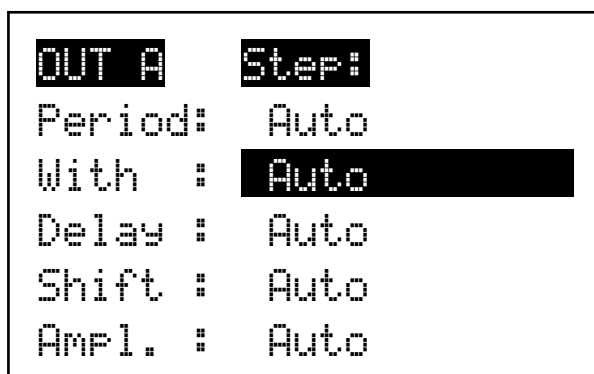 OUT A Step:
Period: Auto
With : Auto
Delay : Auto
Shift : Auto
Ampl. : Auto